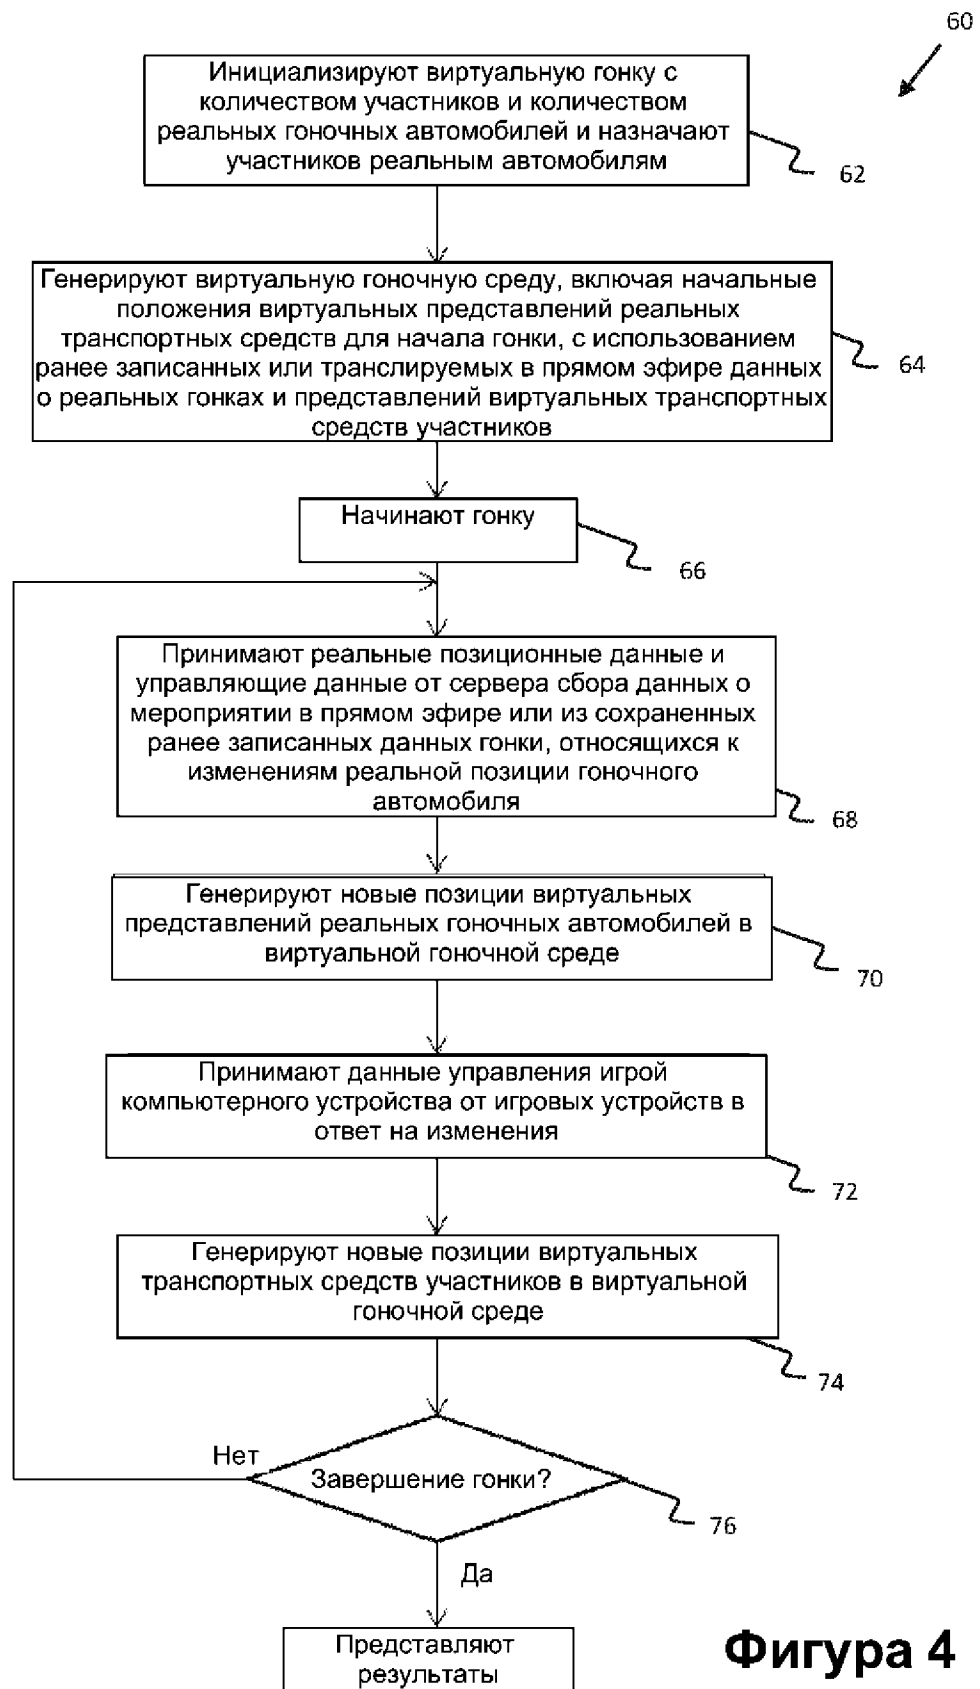 60
Инициализируют виртуальную гонку с
количеством участников и количеством
реальных гоночных автомобилей и назначают
участников реальным автомобилям
62
Генерируют виртуальную гоночную среду, включая начальные
положения виртуальных представлений реальных
транспортных средств для начала гонки, с использованием
ранее записанных или транслируемых в прямом эфире данных
о реальных гонках и представлений виртуальных транспортных
средств участников
64
Начинают гонку
66
Принимают реальные позиционные данные и
управляющие данные от сервера сбора данных о
мероприятии в прямом эфире или из сохраненных
ранее записанных данных гонки, относящихся к
изменениям реальной позиции гоночного
автомобиля
68
Генерируют новые позиции виртуальных
представлений реальных гоночных автомобилей в
виртуальной гоночной среде
70
Принимают данные управления игрой
компьютерного устройства от игровых устройств в
ответ на изменения
72
Генерируют новые позиции виртуальных
транспортных средств участников в виртуальной
гоночной среде
74
Нет
Завершение гонки?
76
Да
Представляют
результаты
Фигура 4